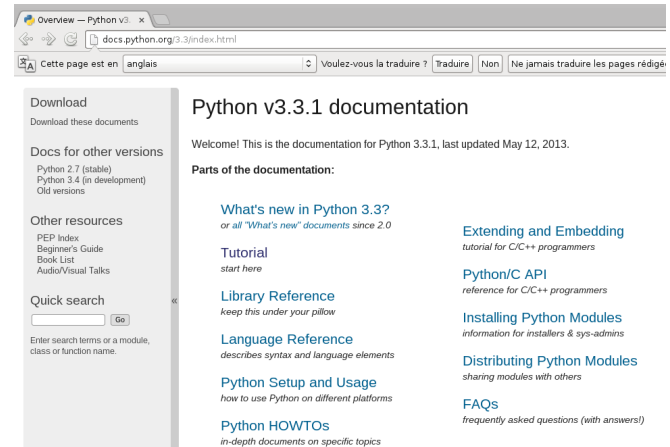 Overview — Python v3.
docs.python.org/3.3/index.html
Cette page est en anglais Voulez-vous la traduire ? Traduire Non Ne jamais traduire les pages rédigé
Download
Download these documents
Docs for other versions
Python 2.7 (stable)
Python 3.4 (in development)
Old versions
Other resources
PEP Index
Beginner's Guide
Book List
Audio/Visual Talks
Quick search
Go
Enter search terms or a module,
class or function name.
«
Python v3.3.1 documentation
Welcome! This is the documentation for Python 3.3.1, last updated May 12, 2013.
Parts of the documentation:
What's new in Python 3.3?
or all "What's new" documents since 2.0
Tutorial
start here
Library Reference
keep this under your pillow
Language Reference
describes syntax and language elements
Python Setup and Usage
how to use Python on different platforms
Python HOWTOs
in-depth documents on specific topics
Extending and Embedding
tutorial for C/C++ programmers
Python/C API
reference for C/C++ programmers
Installing Python Modules
information for installers & sys-admins
Distributing Python Modules
sharing modules with others
FAQs
frequently asked questions (with answers!)